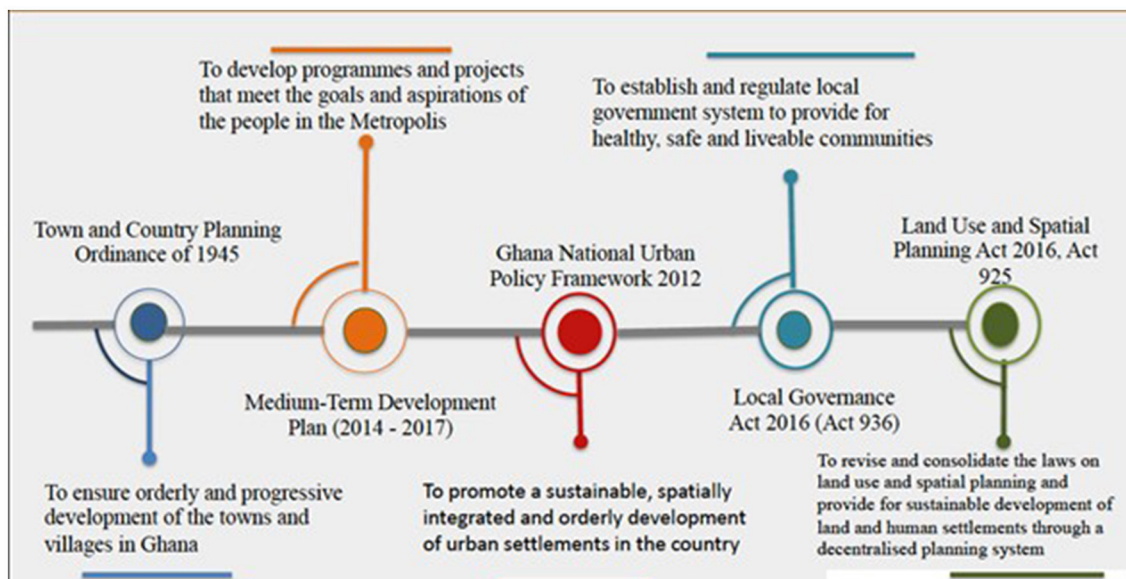 To develop programmes and projects
that meet the goals and aspirations of
the people in the Metropolis
To establish and regulate local
government system to provide for
healthy, safe and liveable communities
Town and Country Planning
Ordinance of 1945
Ghana National Urban
Policy Framework 2012
Land Use and Spatial
Planning Act 2016, Act
925
Medium-Term Development
Plan (2014 - 2017)
Local Governance
Act 2016 (Act 936)
To ensure orderly and progressive
development of the towns and
villages in Ghana
To promote a sustainable, spatially
integrated and orderly development
of urban settlements in the country
To revise and consolidate the laws on
land use and spatial planning and
provide for sustainable development of
land and human settlements through a
decentralised planning system